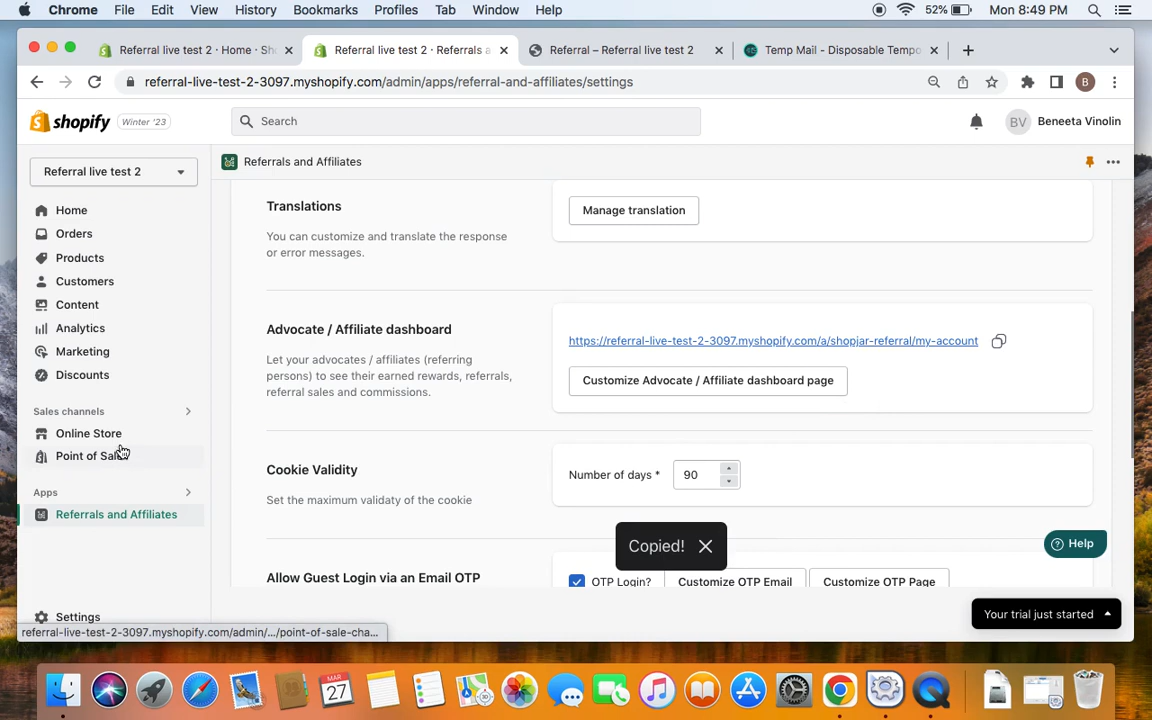 Chrome File Edit View History Bookmarks Profiles Tab Window Help 52% Mon 8:49 PM
Referral live test 2 · Home · Sh
Referral live test 2 · Referrals a
Referral – Referral live test 2
Temp Mail - Disposable Tempo
referral-live-test-2-3097.myshopify.com/admin/apps/referral-and-affiliates/settings
B
shopify Winter '23 Search BV Beneeta Vinolin
Referral live test 2
Referrals and Affiliates
Home
Orders
Products
Customers
Content
Analytics
Marketing
Discounts
Sales channels
Online Store
Point of Sale
Apps
Referrals and Affiliates
Settings
referral-live-test-2-3097.myshopify.com/admin/.../point-of-sale-cha...
Translations
You can customize and translate the response
or error messages.
Manage translation
Advocate / Affiliate dashboard
Let your advocates / affiliates (referring
persons) to see their earned rewards, referrals,
referral sales and commissions.
https://referral-live-test-2-3097.myshopify.com/a/shopjar-referral/my-account
Customize Advocate / Affiliate dashboard page
Cookie Validity
Set the maximum validaty of the cookie
Number of days * 90
Copied!
Help
Allow Guest Login via an Email OTP
OTP Login? Customize OTP Email Customize OTP Page
Your trial just started
MAR
27